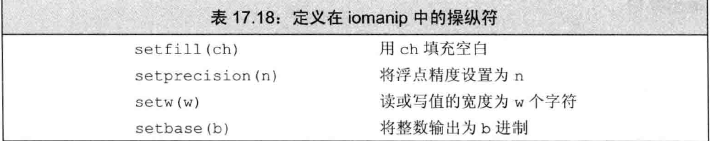 表 17.18：定义在 iomanip 中的操纵符
setfill(ch) 用 ch 填充空白
setprecision(n) 将浮点精度设置为 n
setw(w) 读或写值的宽度为 w 个字符
setbase(b) 将整数输出为 b 进制